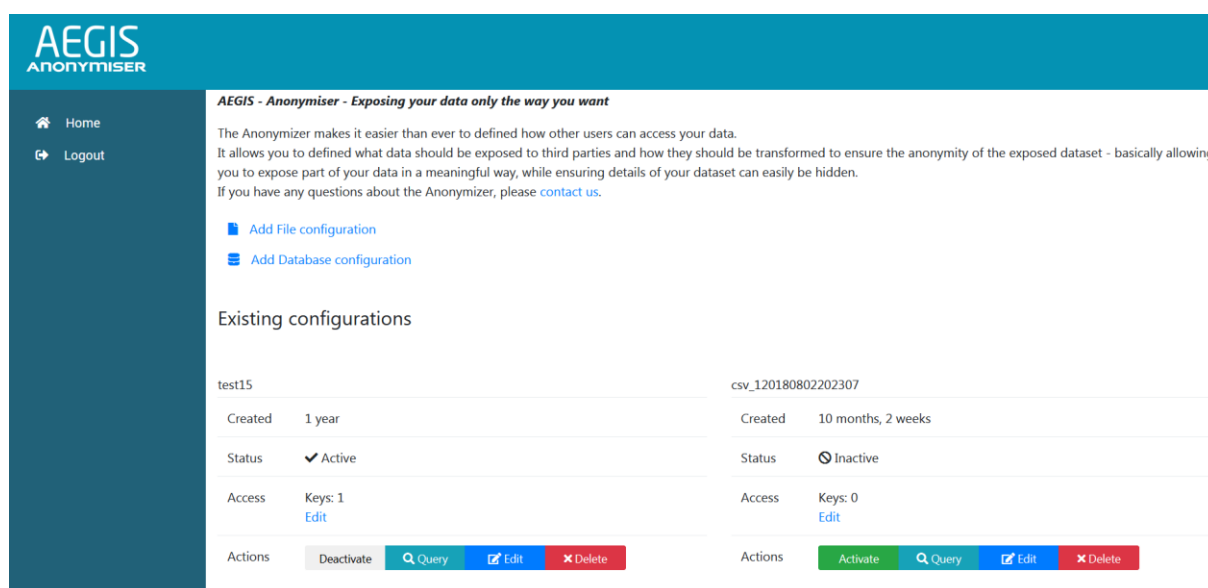 AEGIS
ANONYMISER
Home
Logout
AEGIS - Anonymiser - Exposing your data only the way you want
The Anonymizer makes it easier than ever to defined how other users can access your data.
It allows you to defined what data should be exposed to third parties and how they should be transformed to ensure the anonymity of the exposed dataset - basically allowing
you to expose part of your data in a meaningful way, while ensuring details of your dataset can easily be hidden.
If you have any questions about the Anonymizer, please contact us.
Add File configuration
Add Database configuration
Existing configurations
test15
Created 1 year
Status Active
Access Keys: 1
Edit
Actions Deactivate Query Edit Delete
csv_120180802202307
Created 10 months, 2 weeks
Status Inactive
Access Keys: 0
Edit
Actions Activate Query Edit Delete